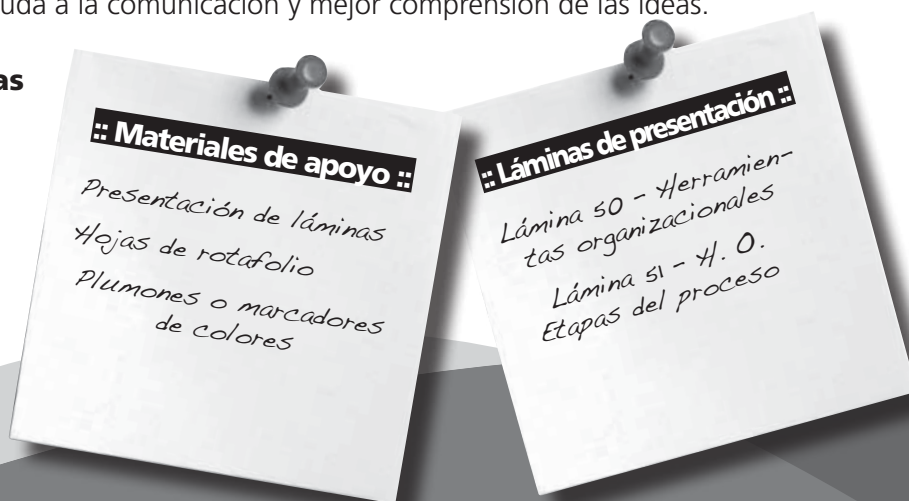 uda a la comunicación y mejor comprensión de las ideas.
as
:: Materiales de apoyo ::
Presentación de láminas
Hojas de rotafolio
Plumones o marcadores
de colores
:: Láminas de presentación ::
Lámina 50 - Herramien-
tas organizacionales
Lámina 51 - H. O.
Etapas del proceso